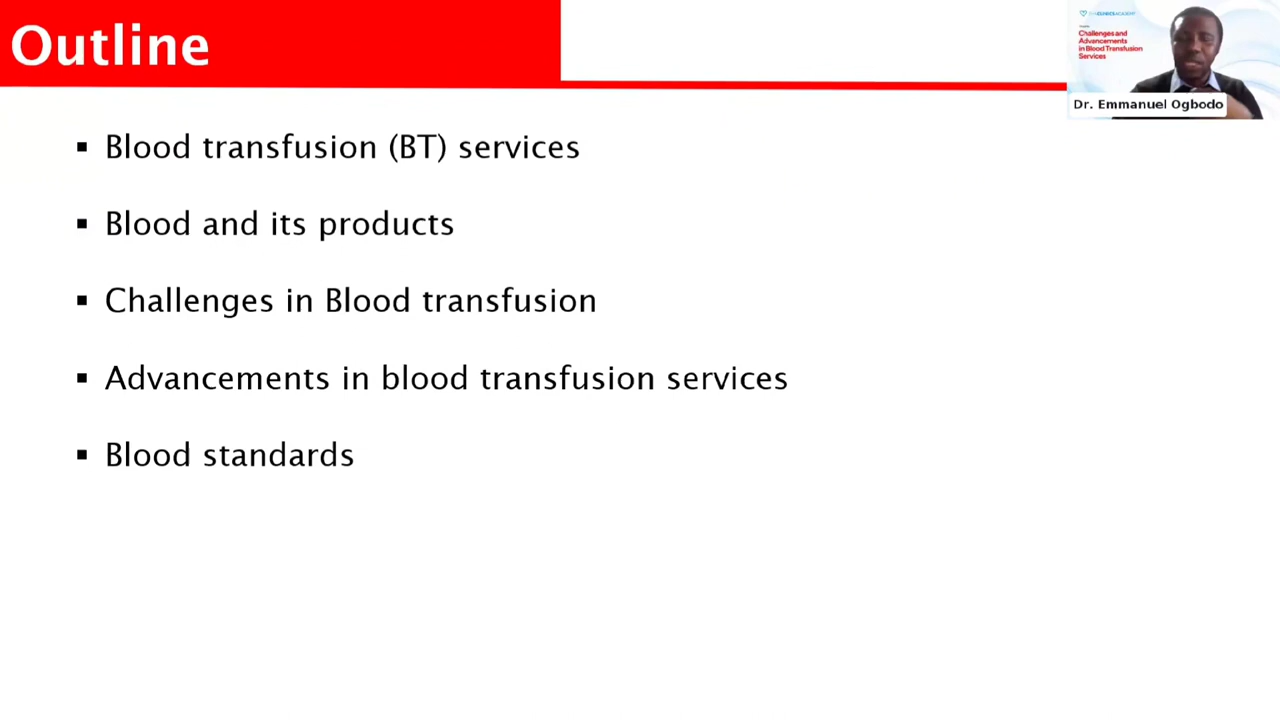 Outline
Challenges and
Advancements
in Blood Transfusion
Services
Dr. Emmanuel Ogbodo
▪ Blood transfusion (BT) services
▪ Blood and its products
▪ Challenges in Blood transfusion
▪ Advancements in blood transfusion services
▪ Blood standards